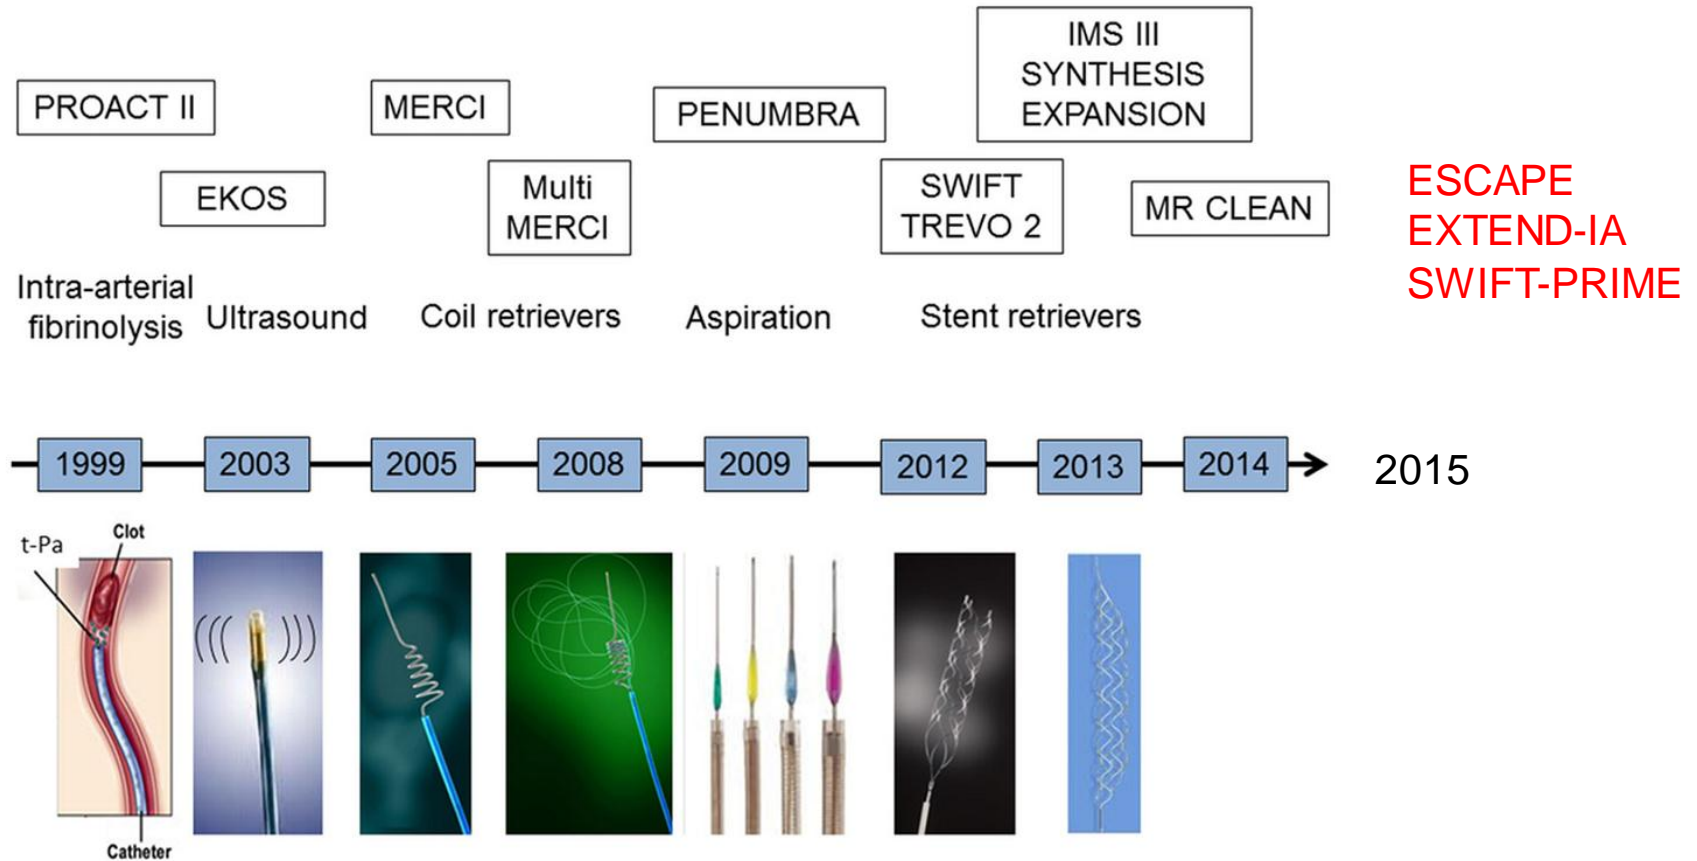 IMS III
SYNTHESIS
EXPANSION
PROACT II
MERCI
PENUMBRA
EKOS
Multi
MERCI
SWIFT
TREVO 2
MR CLEAN
ESCAPE
EXTEND-IA
SWIFT-PRIME
Intra-arterial
fibrinolysis
Ultrasound
Coil retrievers
Aspiration
Stent retrievers
1999
2003
2005
2008
2009
2012
2013
2014
2015
t-Pa
Clot
Catheter